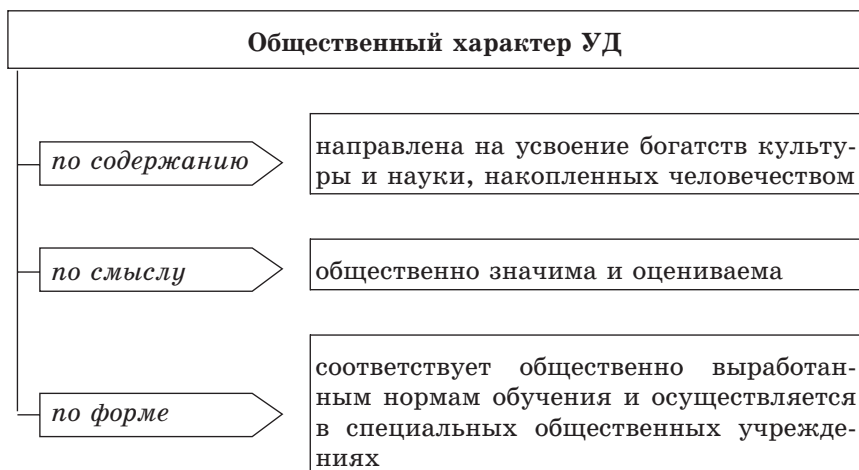 Общественный характер УД
по содержанию
направлена на усвоение богатств культу-
ры и науки, накопленных человечеством
по смыслу
общественно значима и оцениваема
по форме
соответствует общественно выработан-
ным нормам обучения и осуществляется
в специальных общественных учрежде-
ниях